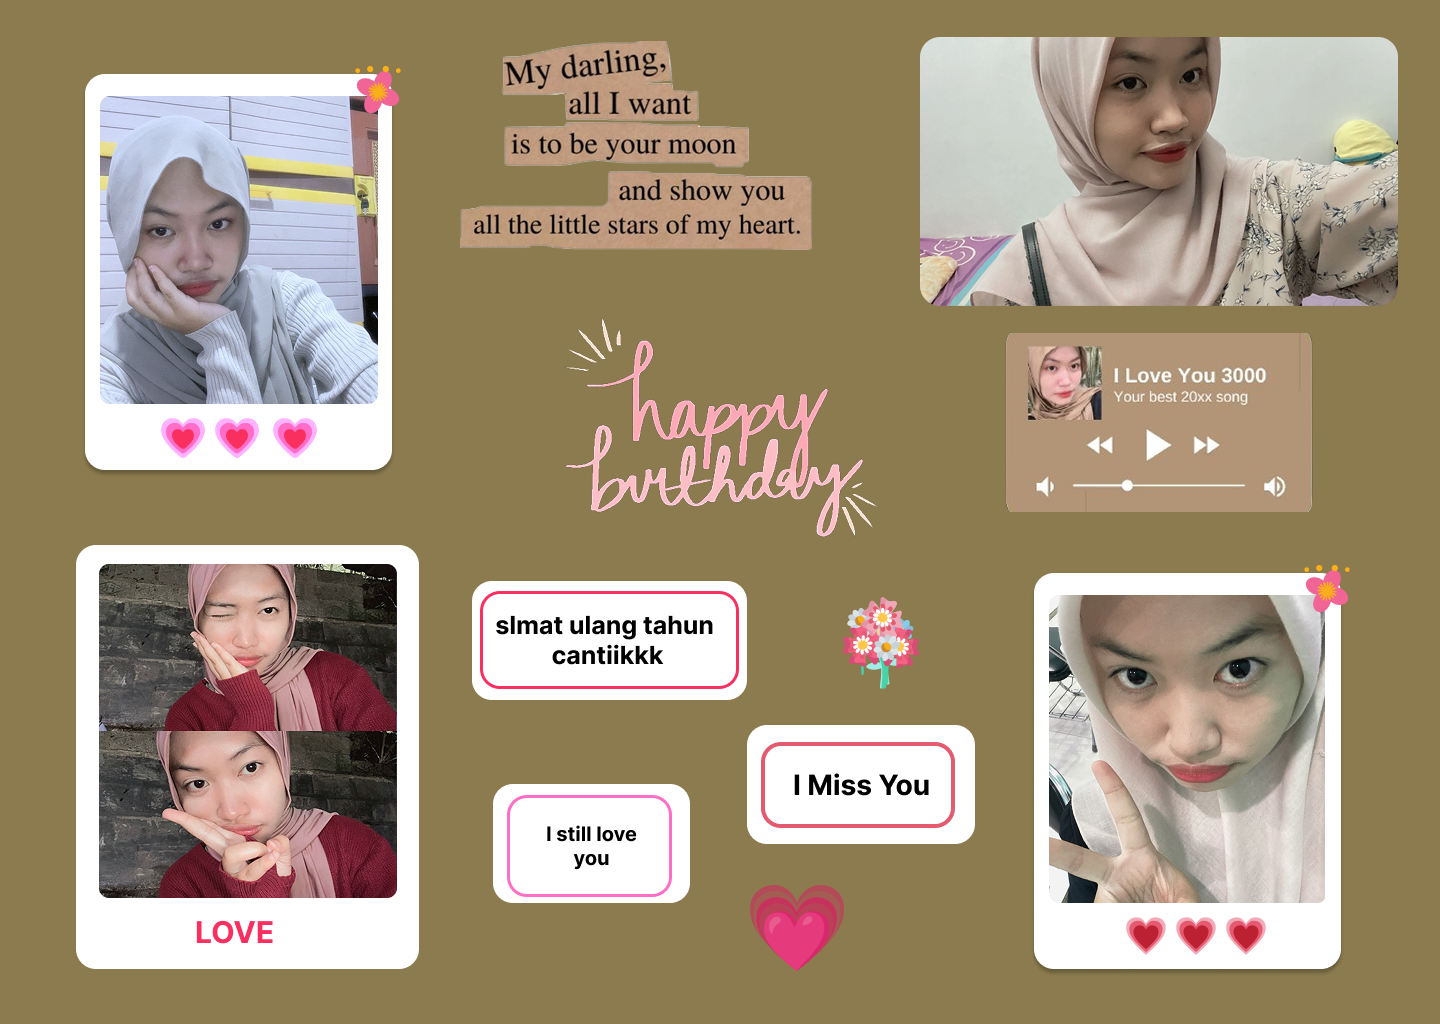 My darling,
all I want
is to be your moon
and show you
all the little stars of my heart.
I Love You 3000
Your best 20xx song
happy
birthday
slmat ulang tahun
cantiikkk
I Miss You
I still love
you
LOVE